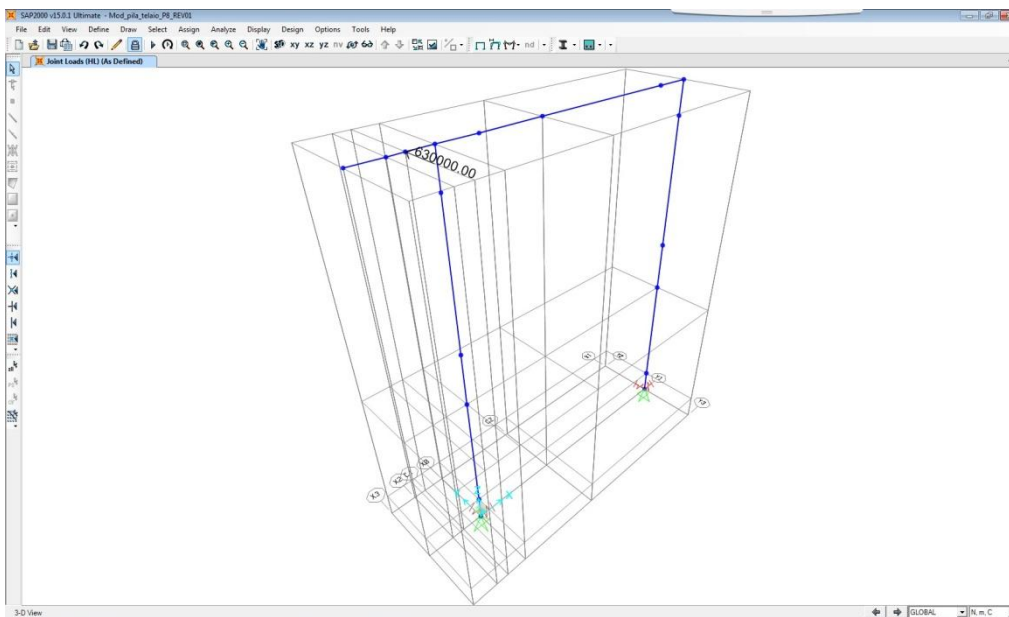 SAP2000 v15.0.1 Ultimate - Mod_pila_telaio_P8_REV01
File Edit View Define Draw Select Assign Analyze Display Design Options Tools Help
xy xz yz nv
nd
Joint Loads (HL) (As Defined)
630000.00
3-D View
GLOBAL
N, m, C